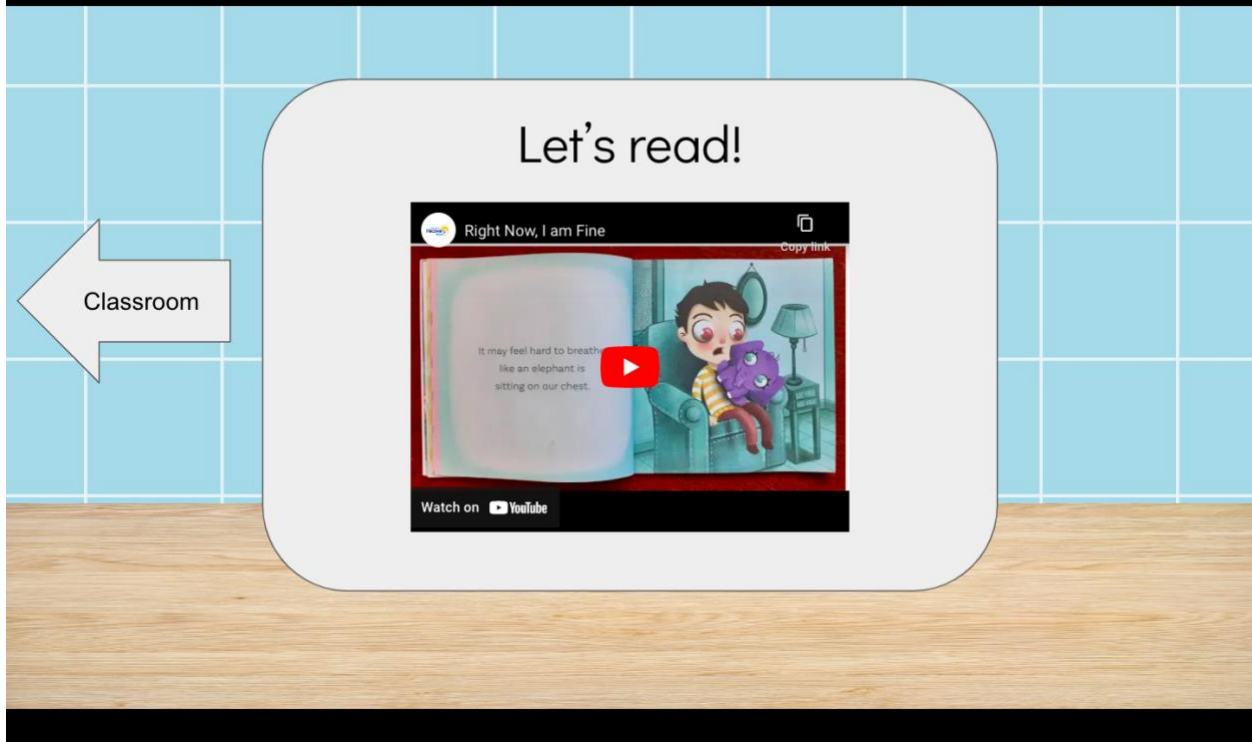 Let's read!
Right Now, I am Fine
Copy link
Classroom
It may feel hard to breathe
like an elephant is
sitting on our chest.
Watch on YouTube